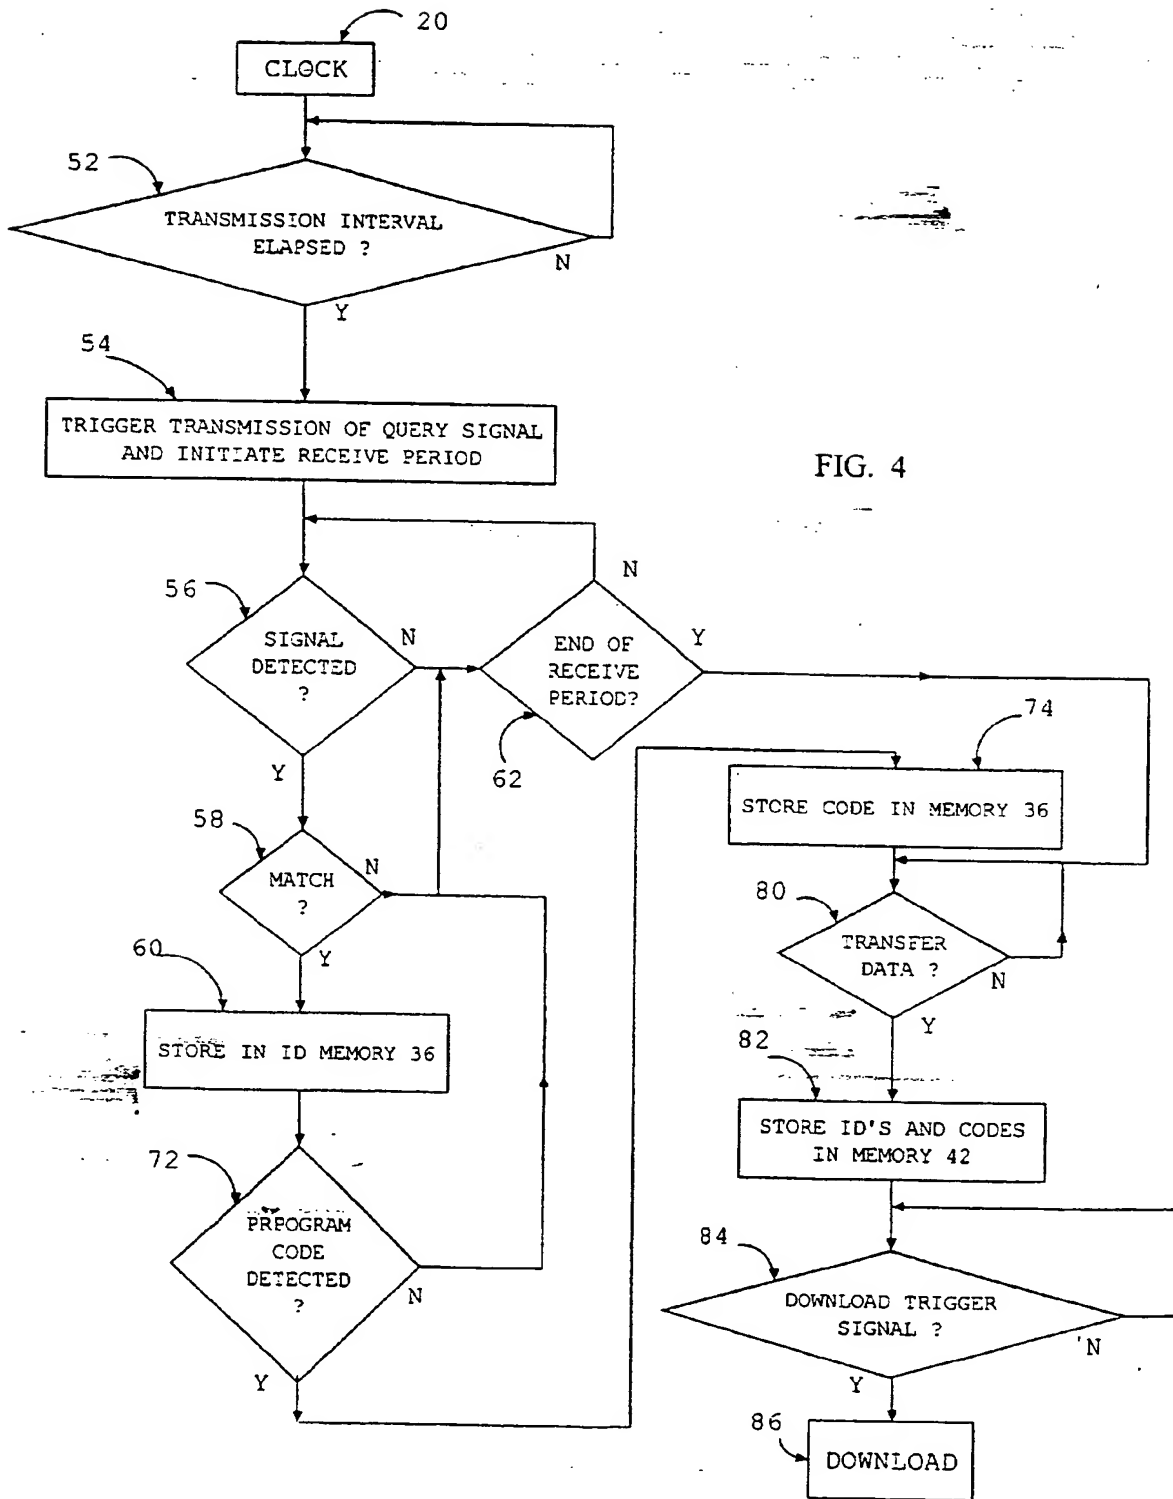 20
CLOCK
52
TRANSMISSION INTERVAL
ELAPSED ?
N
Y
54
TRIGGER TRANSMISSION OF QUERY SIGNAL
AND INITIATE RECEIVE PERIOD
FIG. 4
56
SIGNAL
DETECTED
?
N
Y
END OF
RECEIVE
PERIOD?
N
Y
62
58
MATCH
?
N
Y
60
STORE IN ID MEMORY 36
72
PRPOGRAM
CODE
DETECTED
?
N
Y
74
STORE CODE IN MEMORY 36
80
TRANSFER
DATA ?
N
Y
82
STORE ID'S AND CODES
IN MEMORY 42
84
DOWNLOAD TRIGGER
SIGNAL ?
N
Y
86
DOWNLOAD